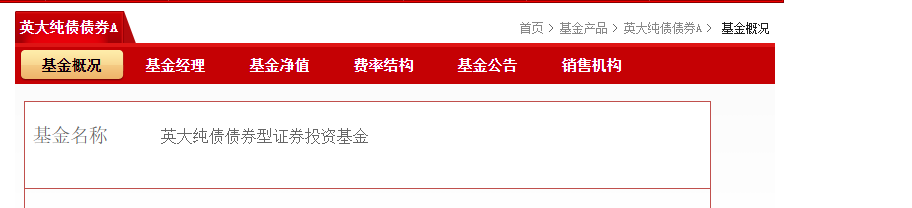 英大纯债债券A
首页 > 基金产品 > 英大纯债债券A > 基金概况
基金概况 基金经理 基金净值 费率结构 基金公告 销售机构
基金名称 英大纯债债券型证券投资基金